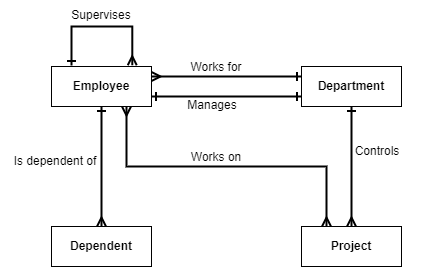 Supervises
Employee
Works for
Manages
Department
Is dependent of
Works on
Controls
Dependent
Project